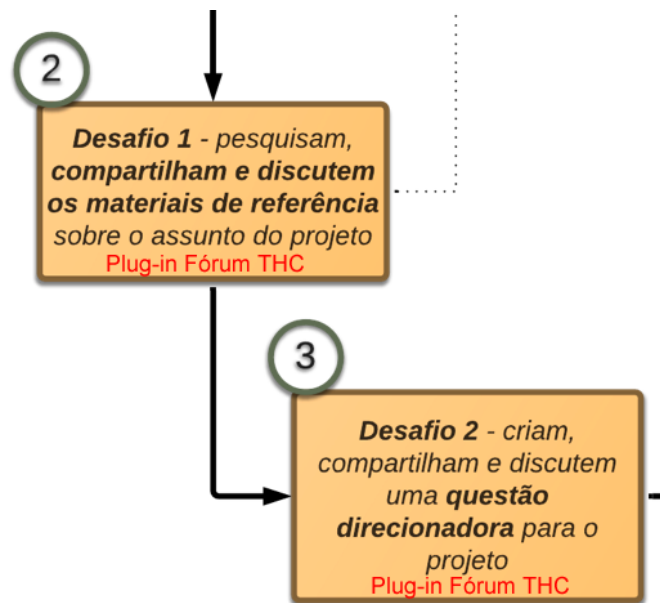 2
Desafio 1 - pesquisam,
compartilham e discutem
os materiais de referência
sobre o assunto do projeto
Plug-in Fórum THC
3
Desafio 2 - criam,
compartilham e discutem
uma questão
direcionadora para o
projeto
Plug-in Fórum THC